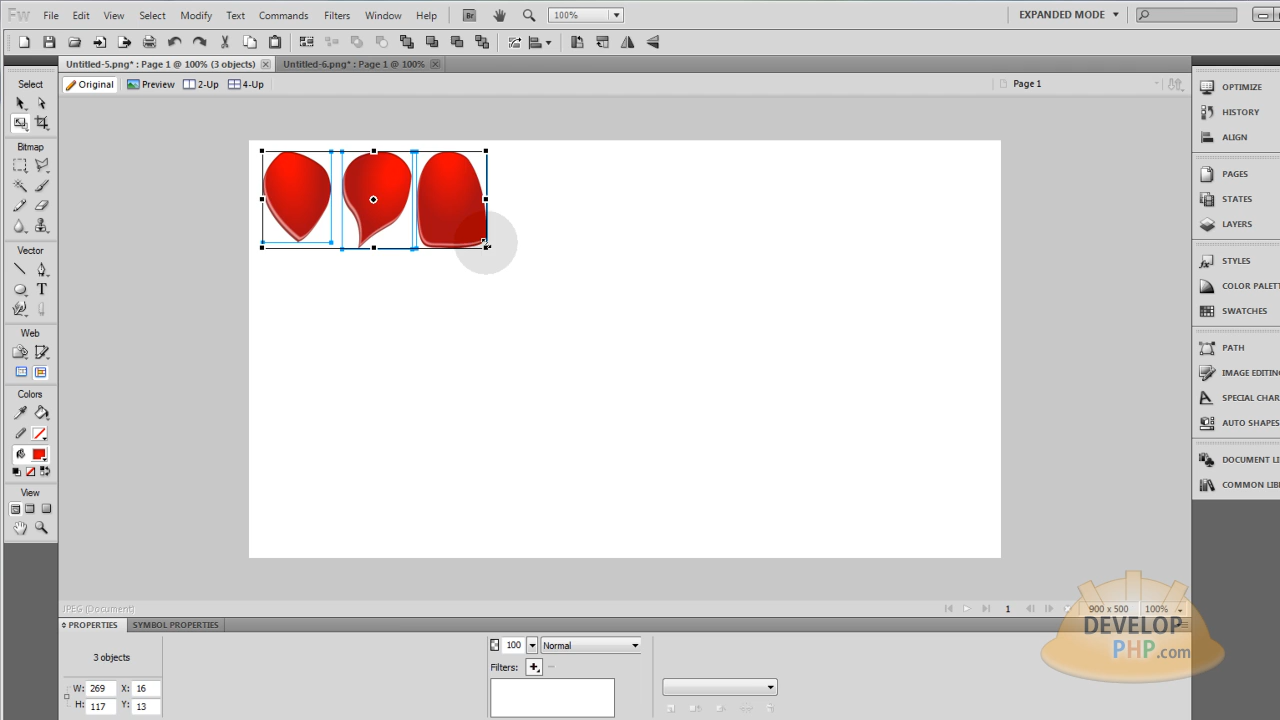 Fw File Edit View Select Modify Text Commands Filters Window Help Br 100% EXPANDED MODE
Untitled-5.png* : Page 1 @ 100% (3 objects) Untitled-6.png* : Page 1 @ 100%
Original Preview 2-Up 4-Up Page 1
Select
Bitmap
Vector
T
Web
Colors
View
OPTIMIZE
HISTORY
ALIGN
PAGES
STATES
LAYERS
STYLES
COLOR PALETT
SWATCHES
PATH
IMAGE EDITING
SPECIAL CHAR
AUTO SHAPES
DOCUMENT LI
COMMON LIB
JPEG (Document) 1 900 x 500 100%
PROPERTIES SYMBOL PROPERTIES
3 objects
W: 269 X: 16
H: 117 Y: 13
100 Normal
Filters:
DEVELOP
PHP.com